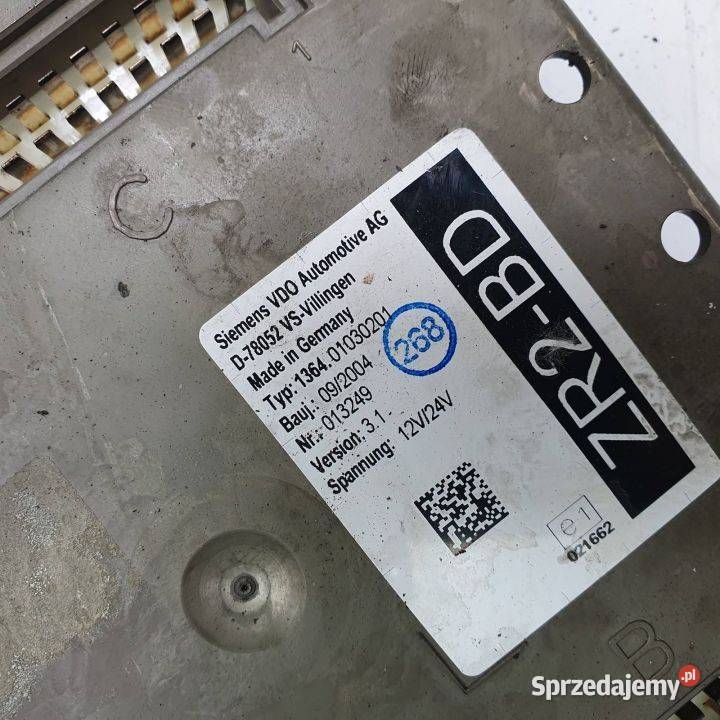 1
Siemens VDO Automotive AG
D-78052 VS-Villingen
Made in Germany
Typ: 1364.01030201
Bauj.: 09/2004
Nr.: 013249
Version: 3.1
Spannung: 12V/24V
268
ZR2-BD
e1
021662
B
Sprzedajemy.pl